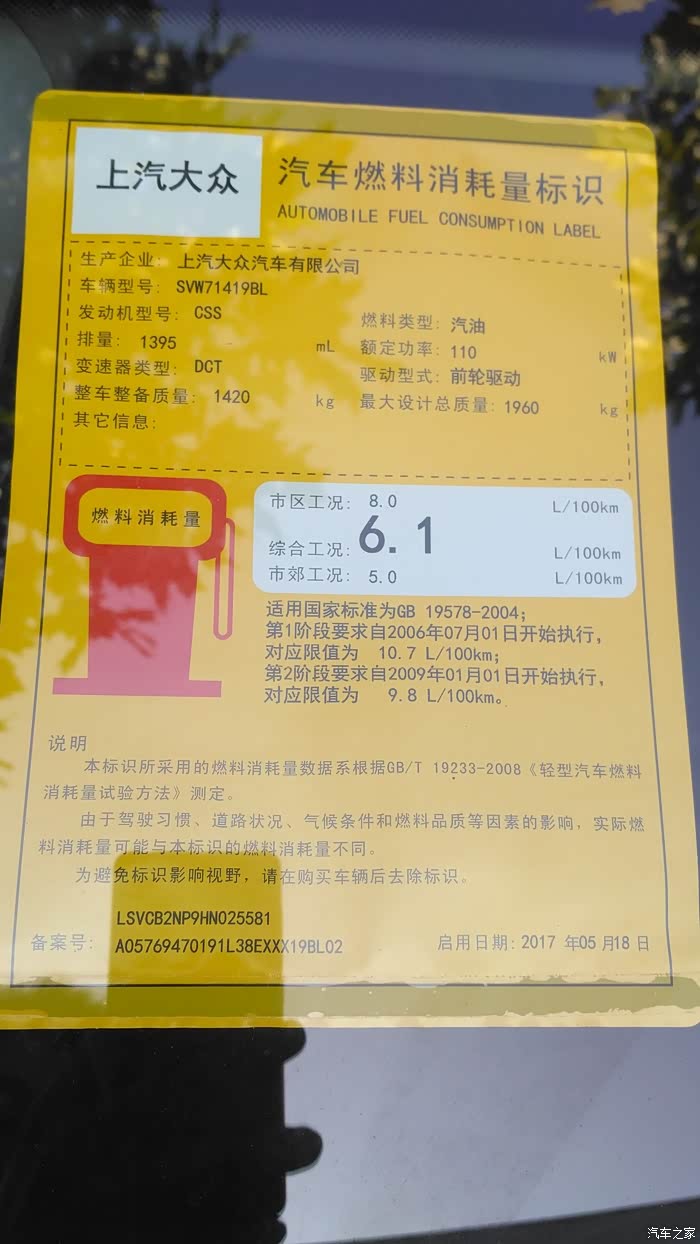 上汽大众
汽车燃料消耗量标识
AUTOMOBILE FUEL CONSUMPTION LABEL
生产企业: 上汽大众汽车有限公司
车辆型号: SVW71419BL
发动机型号: CSS
燃料类型: 汽油
排量: 1395 mL
额定功率: 110 kW
变速器类型: DCT
驱动型式: 前轮驱动
整车整备质量: 1420 kg
最大设计总质量: 1960 kg
其它信息:
燃料消耗量
市区工况: 8.0 L/100km
综合工况: 6.1 L/100km
市郊工况: 5.0 L/100km
适用国家标准为GB 19578-2004;
第1阶段要求自2006年07月01日开始执行,
对应限值为 10.7 L/100km;
第2阶段要求自2009年01月01日开始执行,
对应限值为 9.8 L/100km。
说明
本标识所采用的燃料消耗量数据系根据GB/T 19233-2008《轻型汽车燃料
消耗量试验方法》测定。
由于驾驶习惯、道路状况、气候条件和燃料品质等因素的影响,实际燃
料消耗量可能与本标识的燃料消耗量不同。
为避免标识影响视野,请在购买车辆后去除标识。
LSVCB2NP9HN025581
备案号: A05769470191L38EXXX19BL02
启用日期: 2017 年05 月18 日
汽车之家